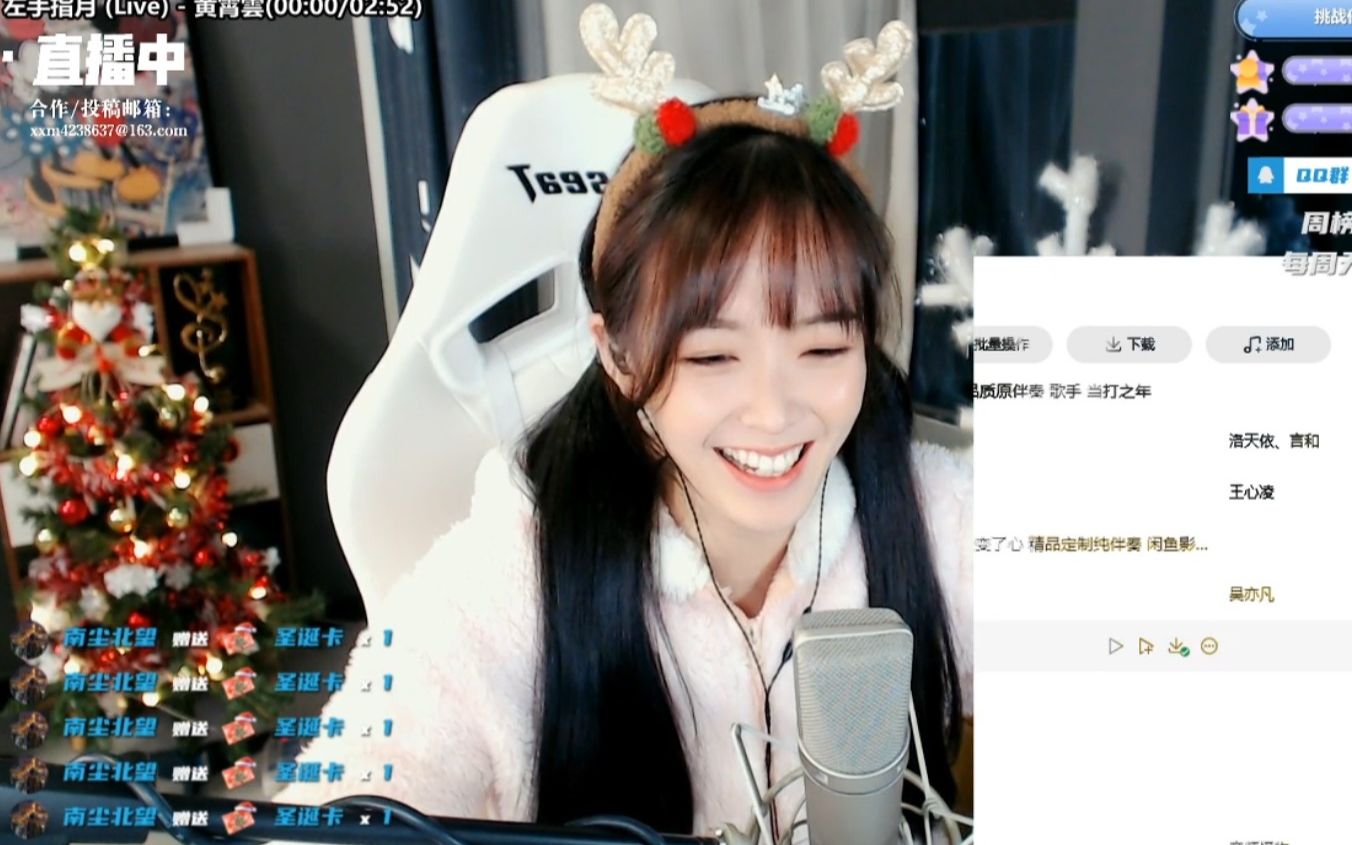 左手指月 (Live) - 黄霄雲(00:00/02:52)
· 直播中
合作/投稿邮箱:
xxm4238637@163.com
挑战
QQ群
周榜
每周
批量操作
下载
添加
品质原伴奏 歌手 当打之年
洛天依、言和
王心凌
变了心 精品定制纯伴奏 闲鱼影...
吴亦凡
南尘北望 赠送 圣诞卡 x 1
南尘北望 赠送 圣诞卡 x 1
南尘北望 赠送 圣诞卡 x 1
南尘北望 赠送 圣诞卡 x 1
南尘北望 赠送 圣诞卡 x 1